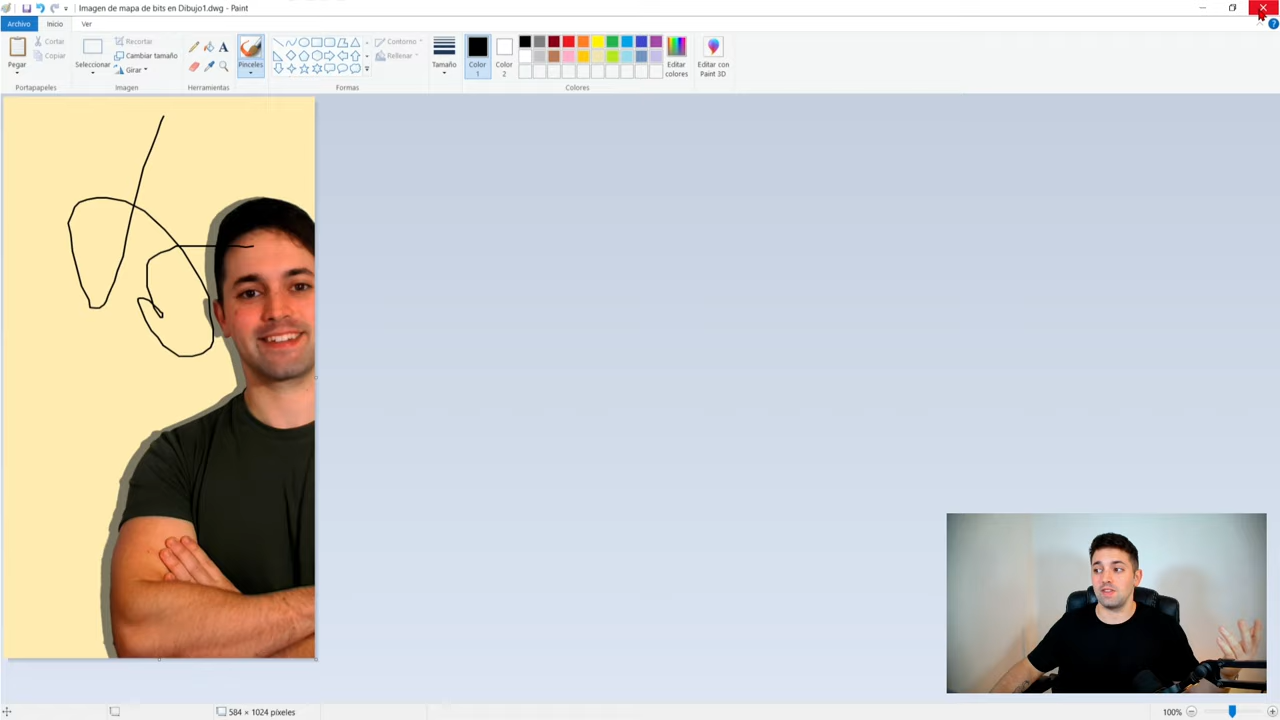 Imagen de mapa de bits en Dibujo1.dwg - Paint
Archivo Inicio Ver
Pegar
Cortar
Copiar
Portapapeles
Seleccionar
Recortar
Cambiar tamaño
Girar
Imagen
A
Herramientas
Pinceles
Contorno
Rellenar
Formas
Tamaño
Color
1
Color
2
Editar
colores
Colores
Editar con
Paint 3D
584 × 1024 píxeles
100%